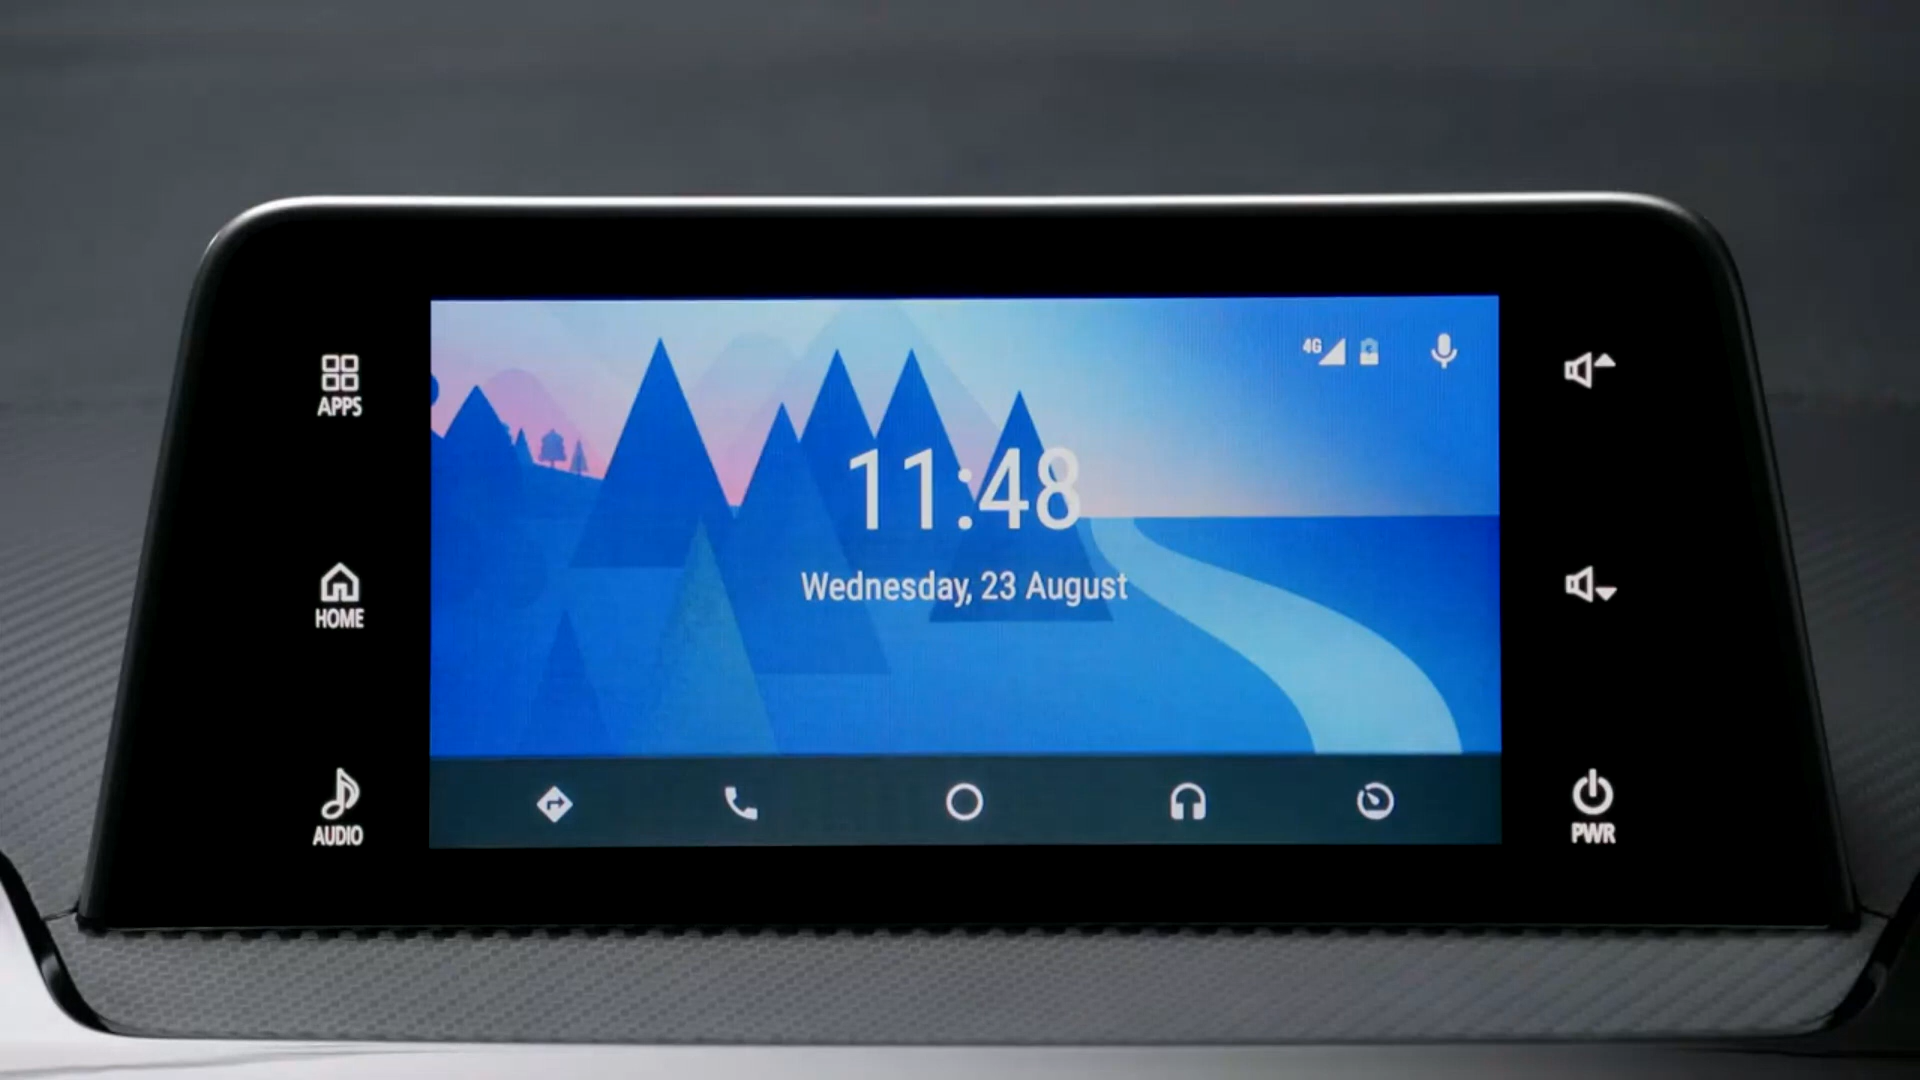 4G
APPS
11:48
Wednesday, 23 August
HOME
AUDIO
PWR